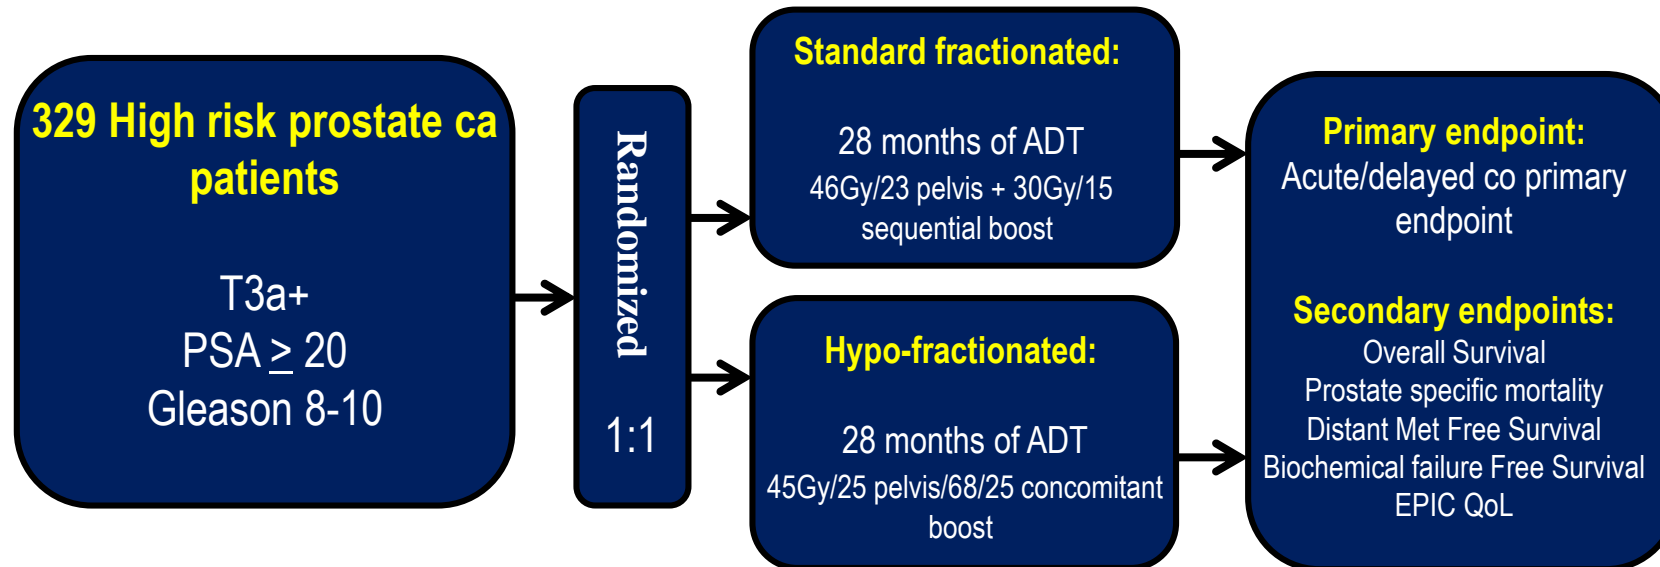 329 High risk prostate ca
patients
T3a+
PSA ≥ 20
Gleason 8-10
Randomized
1:1
Standard fractionated:
28 months of ADT
46Gy/23 pelvis + 30Gy/15
sequential boost
Hypo-fractionated:
28 months of ADT
45Gy/25 pelvis/68/25 concomitant
boost
Primary endpoint:
Acute/delayed co primary
endpoint
Secondary endpoints:
Overall Survival
Prostate specific mortality
Distant Met Free Survival
Biochemical failure Free Survival
EPIC QoL